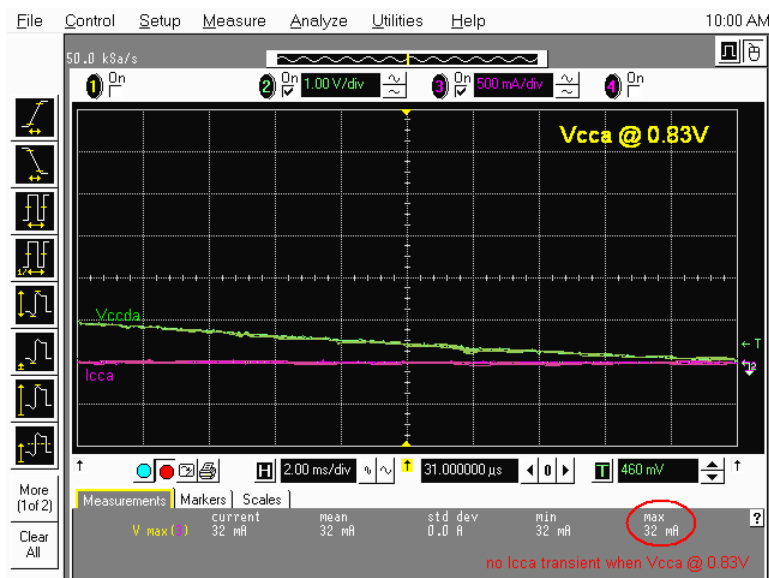 File Control Setup Measure Analyze Utilities Help 10:00 AM
50.0 kSa/s
1 On 2 On 1.00 V/div 3 On 500 mA/div 4 On
Vcca @ 0.83V
Vccda
Icca
T
2
H 2.00 ms/div 31.000000 µs 0 T 460 mV
More
(1of 2)
Clear
All
Measurements Markers Scales
current mean std dev min max ?
V max(3) 32 mA 32 mA 0.0 A 32 mA 32 mA
no Icca transient when Vcca @ 0.83V